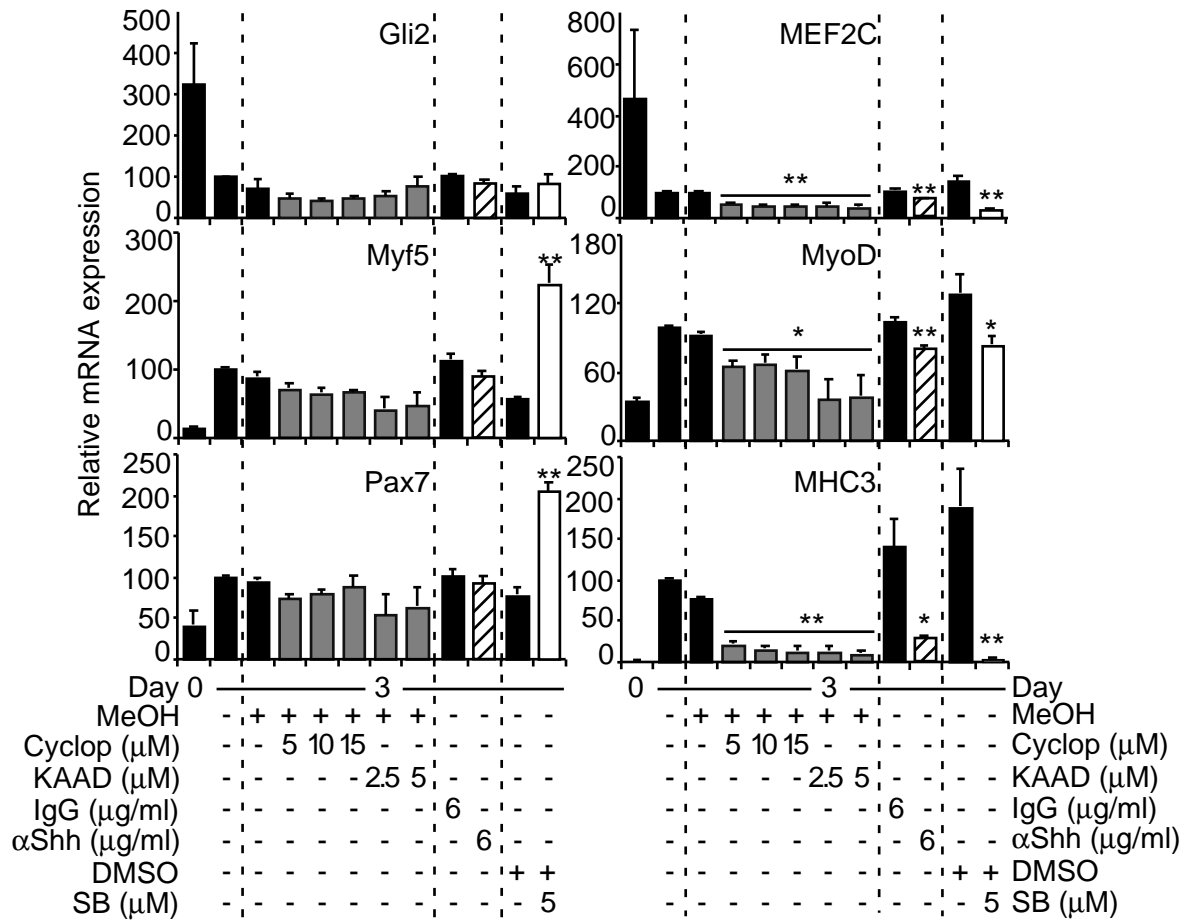 Relative mRNA expression
500
400
300
200
100
0
Gli2
800
600
400
200
0
MEF2C
**
**
**
300
200
100
0
Myf5
**
180
120
60
0
MyoD
*
**
*
250
200
150
100
50
0
Pax7
**
250
200
150
100
50
0
MHC3
**
*
**
Day 0 3 0 3 Day
MeOH - + + + + + + - - - - - + + + + + + - - - - MeOH
Cyclop (μM) - - 5 10 15 - - - - - - - - 5 10 15 - - - - - - Cyclop (μM)
KAAD (μM) - - - - - 2.5 5 - - - - - - - - - 2.5 5 - - - - KAAD (μM)
IgG (μg/ml) - - - - - - - 6 - - - - - - - - - - 6 - - - IgG (μg/ml)
αShh (μg/ml) - - - - - - - - 6 - - - - - - - - - - 6 - - αShh (μg/ml)
DMSO - - - - - - - - - + + - - - - - - - - - + + DMSO
SB (μM) - - - - - - - - - - 5 - - - - - - - - - - 5 SB (μM)